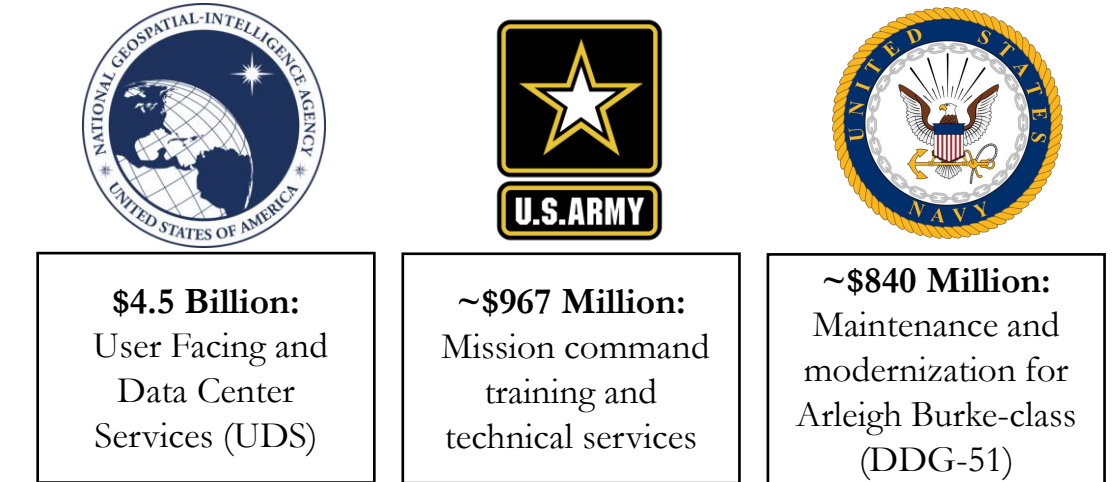 NATIONAL GEOSPATIAL-INTELLIGENCE AGENCY
UNITED STATES OF AMERICA
U.S.ARMY
UNITED STATES
NAVY
$4.5 Billion:
User Facing and
Data Center
Services (UDS)
~$967 Million:
Mission command
training and
technical services
~$840 Million:
Maintenance and
modernization for
Arleigh Burke-class
(DDG-51)